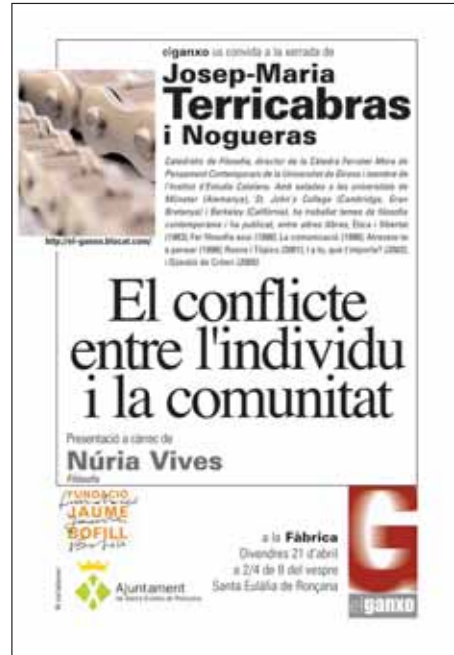 elganxo us convida a la xerrada de
Josep-Maria
Terricabras
i Nogueras
Catedràtic de Filosofia, director de la Càtedra Ferrater Mora de
Pensament Contemporani de la Universitat de Girona i membre de
l'Institut d'Estudis Catalans. Amb estades a les universitats de
Münster (Alemanya), St. John's College (Cambridge, Gran
Bretanya) i Berkeley (Califòrnia), ha treballat temes de filosofia
contemporània i ha publicat, entre altres llibres, Ètica i llibertat
(1983), Fer filosofia avui (1988), La comunicació (1996), Atreveix-te
a pensar (1998), Raons i Tòpics (2001), I a tu, què t'importa? (2002),
http://el-ganxo.blocat.com/
El conflicte
entre l'individu
i la comunitat
Presentació a càrrec de
Núria Vives
Filòsofa
FUNDACIÓ
JAUME
BOFILL
a la Fàbrica
Divendres 21 d'abril
a 2/4 de 8 del vespre
Santa Eulàlia de Ronçana
Ajuntament
de Santa Eulàlia de Ronçana
G
elganxo